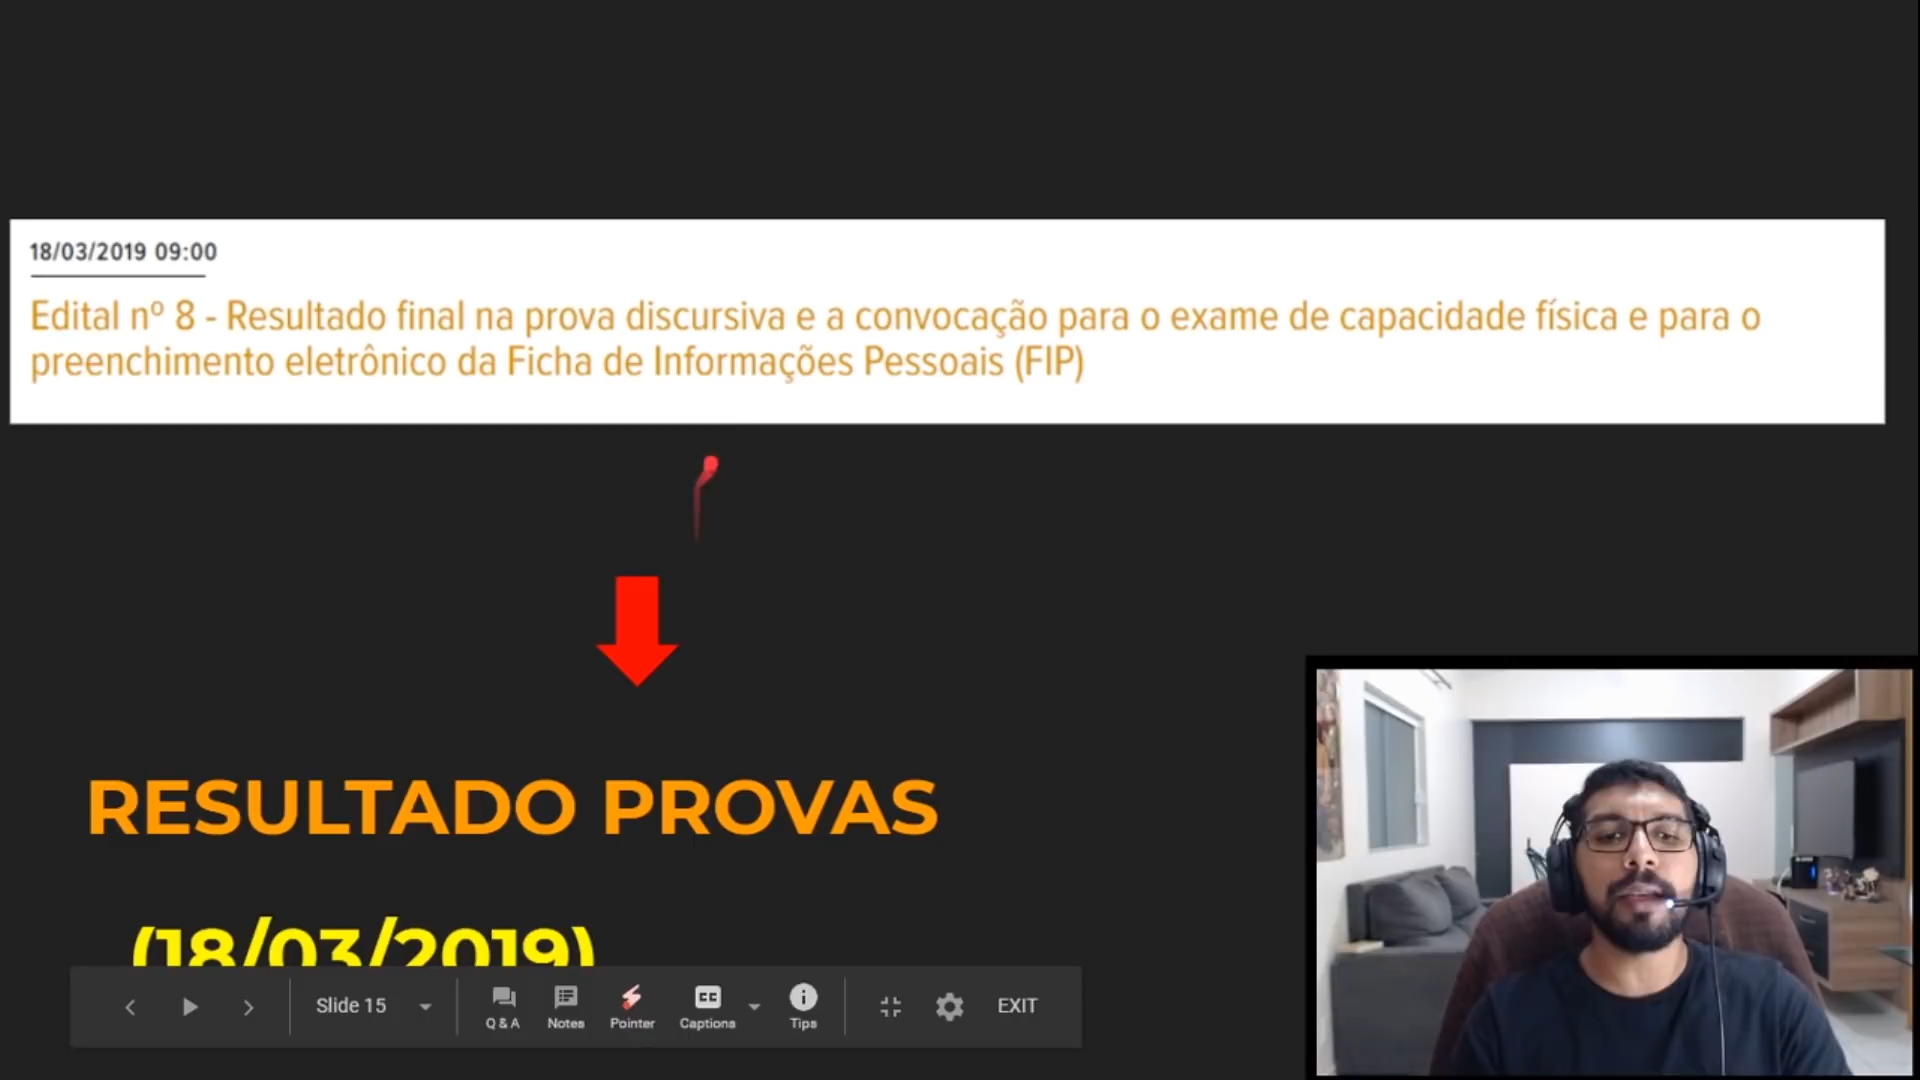 18/03/2019 09:00
Edital nº 8 - Resultado final na prova discursiva e a convocação para o exame de capacidade física e para o
preenchimento eletrônico da Ficha de Informações Pessoais (FIP)
RESULTADO PROVAS
(18/03/2019)
Slide 15
Q & A
Notes
Pointer
CC
Captions
Tips
EXIT